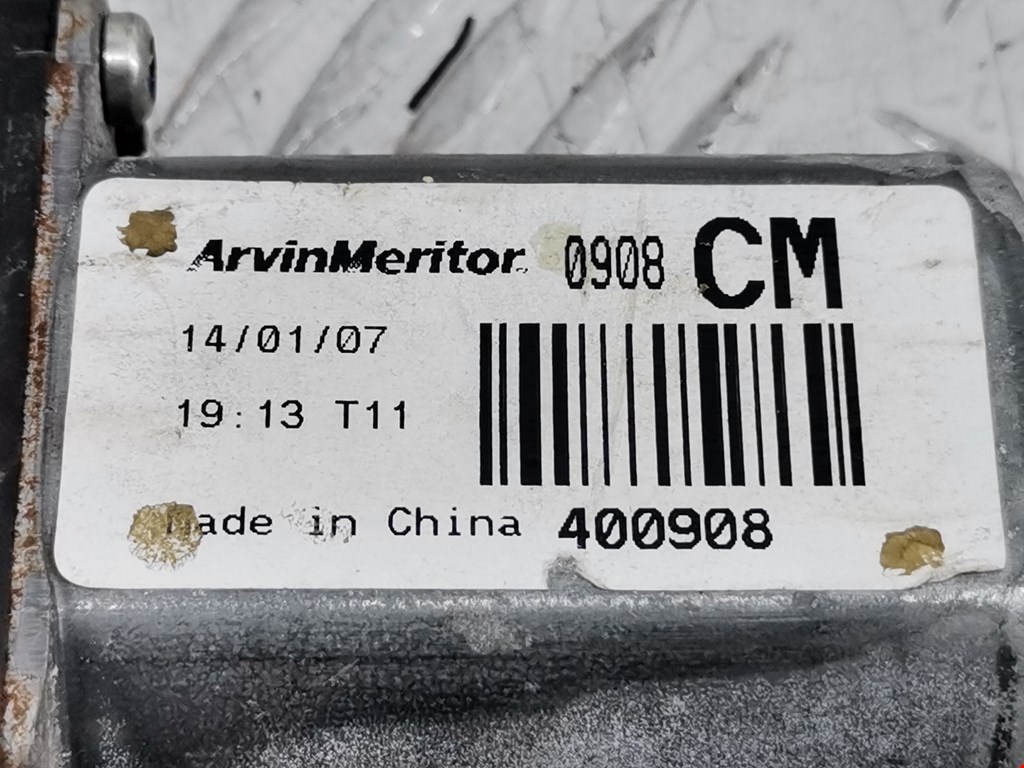 ArvinMeritor 0908 CM
14/01/07
19:13 T11
Made in China 400908